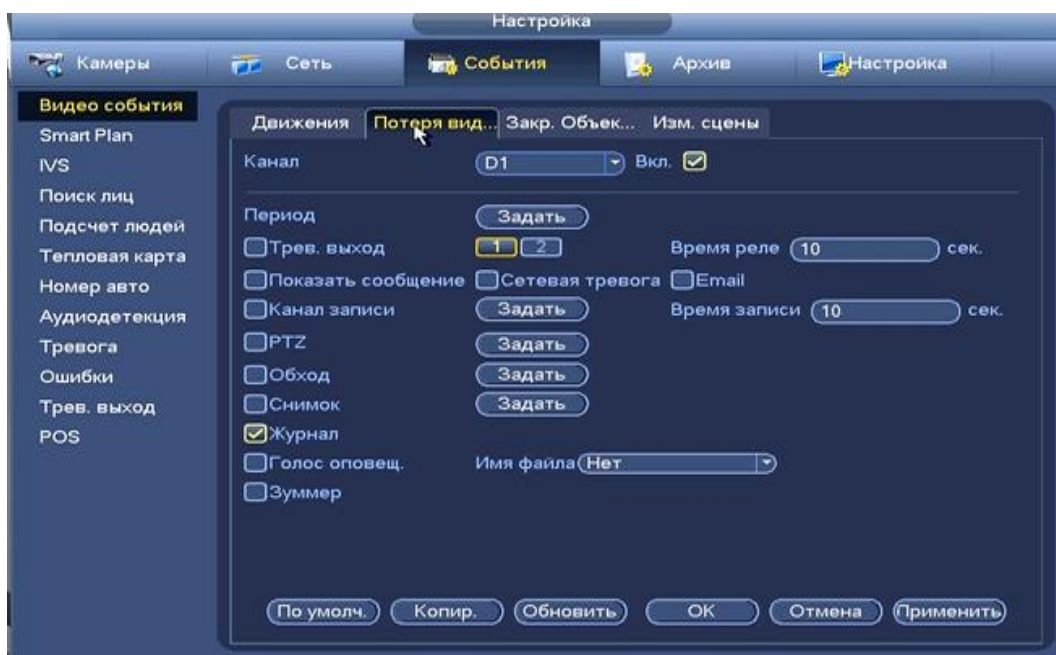 Настройка
Камеры Сеть События Архив Настройка
Видео события
Smart Plan
IVS
Поиск лиц
Подсчет людей
Тепловая карта
Номер авто
Аудиодетекция
Тревога
Ошибки
Трев. выход
POS
Движения Потеря вид... Закр. Объек... Изм. сцены
Канал D1 Вкл.
Период Задать
Трев. выход 1 2 Время реле 10 сек.
Показать сообщение Сетевая тревога Email
Канал записи Задать Время записи 10 сек.
PTZ Задать
Обход Задать
Снимок Задать
Журнал
Голос оповещ. Имя файла Нет
Зуммер
По умолч. Копир. Обновить OK Отмена Применить